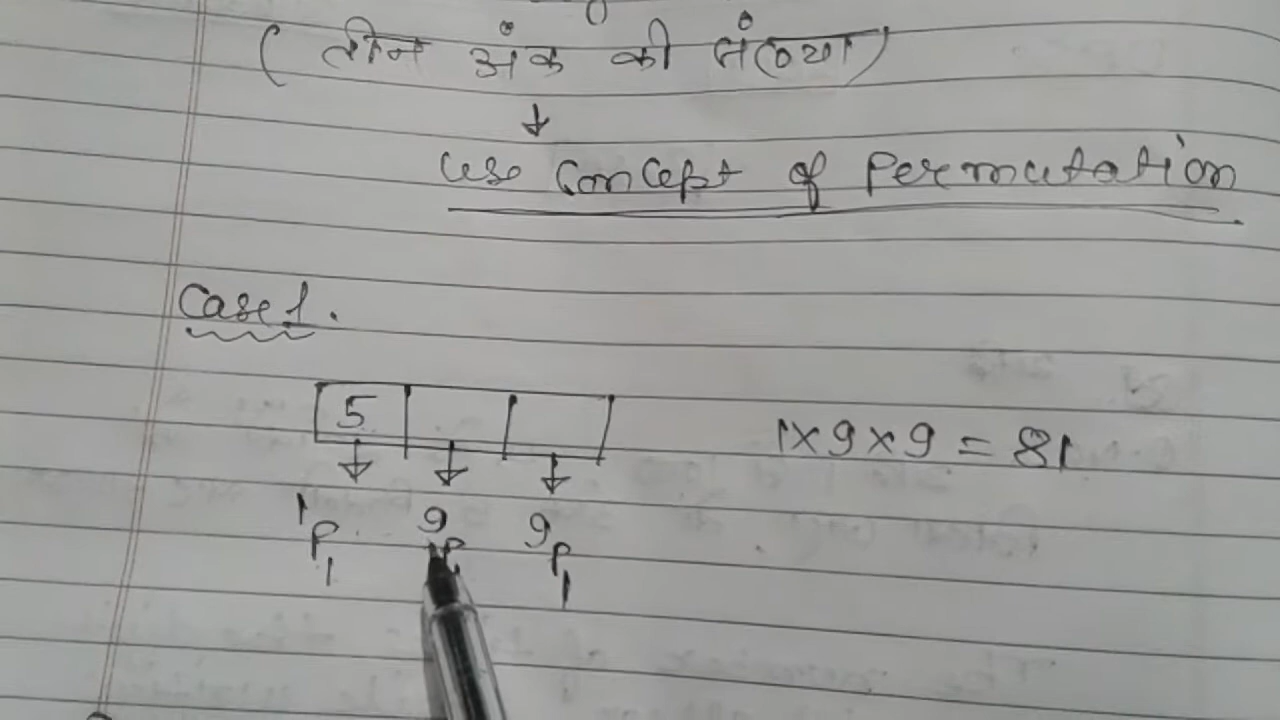 ( तीन अंक की संख्या)
↓
use concept of Permutation
Case 1.
5
1×9×9 = 81
¹P₁ ⁹P₁ ⁹P₁